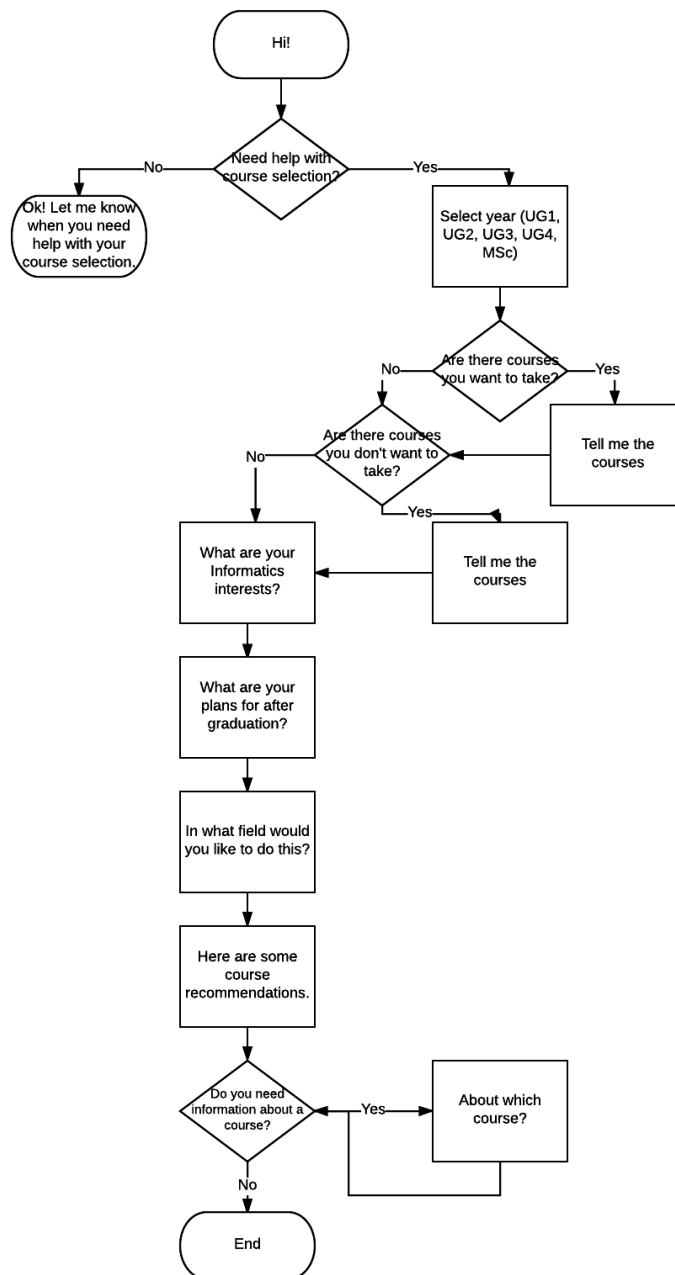 Hi!
Need help with
course selection?
No
Yes
Ok! Let me know
when you need
help with your
course selection.
Select year (UG1,
UG2, UG3, UG4,
MSc)
Are there courses
you want to take?
No
Yes
Tell me the
courses
Are there courses
you don't want to
take?
No
Yes
What are your
Informatics
interests?
Tell me the
courses
What are your
plans for after
graduation?
In what field would
you like to do this?
Here are some
course
recommendations.
Do you need
information about a
course?
Yes
About which
course?
No
End